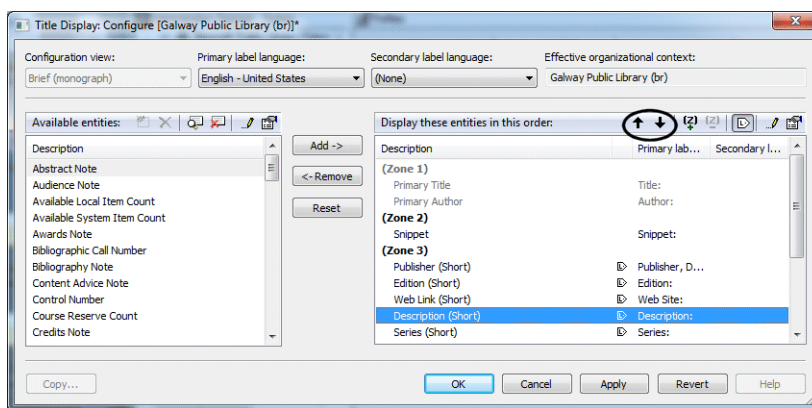 Title Display: Configure [Galway Public Library (br)]*
Configuration view:
Primary label language:
Secondary label language:
Effective organizational context:
Brief (monograph)
English - United States
(None)
Galway Public Library (br)
Available entities:
Description
Abstract Note
Audience Note
Available Local Item Count
Available System Item Count
Awards Note
Bibliographic Call Number
Bibliography Note
Content Advice Note
Control Number
Course Reserve Count
Credits Note
Add ->
<- Remove
Reset
Display these entities in this order:
Description Primary lab... Secondary l...
(Zone 1)
Primary Title Title:
Primary Author Author:
(Zone 2)
Snippet Snippet:
(Zone 3)
Publisher (Short) Publisher, D...
Edition (Short) Edition:
Web Link (Short) Web Site:
Description (Short) Description:
Series (Short) Series:
Copy...
OK
Cancel
Apply
Revert
Help